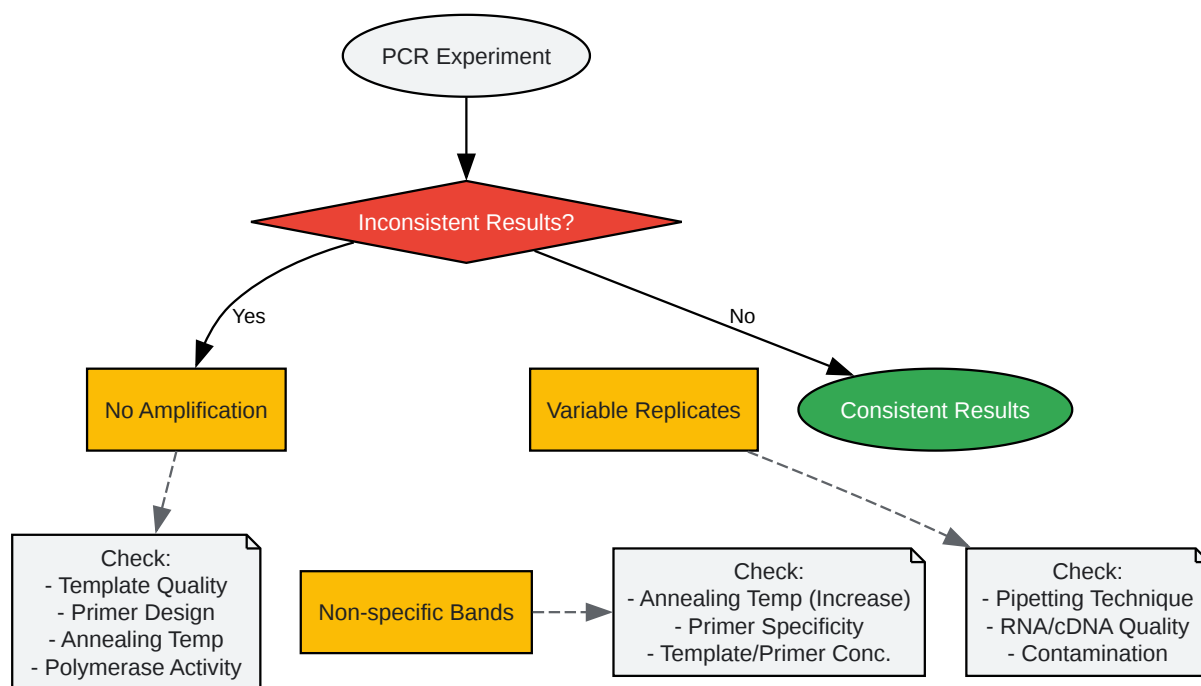 PCR Experiment
Inconsistent Results?
Yes
No
No Amplification
Variable Replicates
Consistent Results
Check:
- Template Quality
- Primer Design
- Annealing Temp
- Polymerase Activity
Non-specific Bands
Check:
- Annealing Temp (Increase)
- Primer Specificity
- Template/Primer Conc.
Check:
- Pipetting Technique
- RNA/cDNA Quality
- Contamination